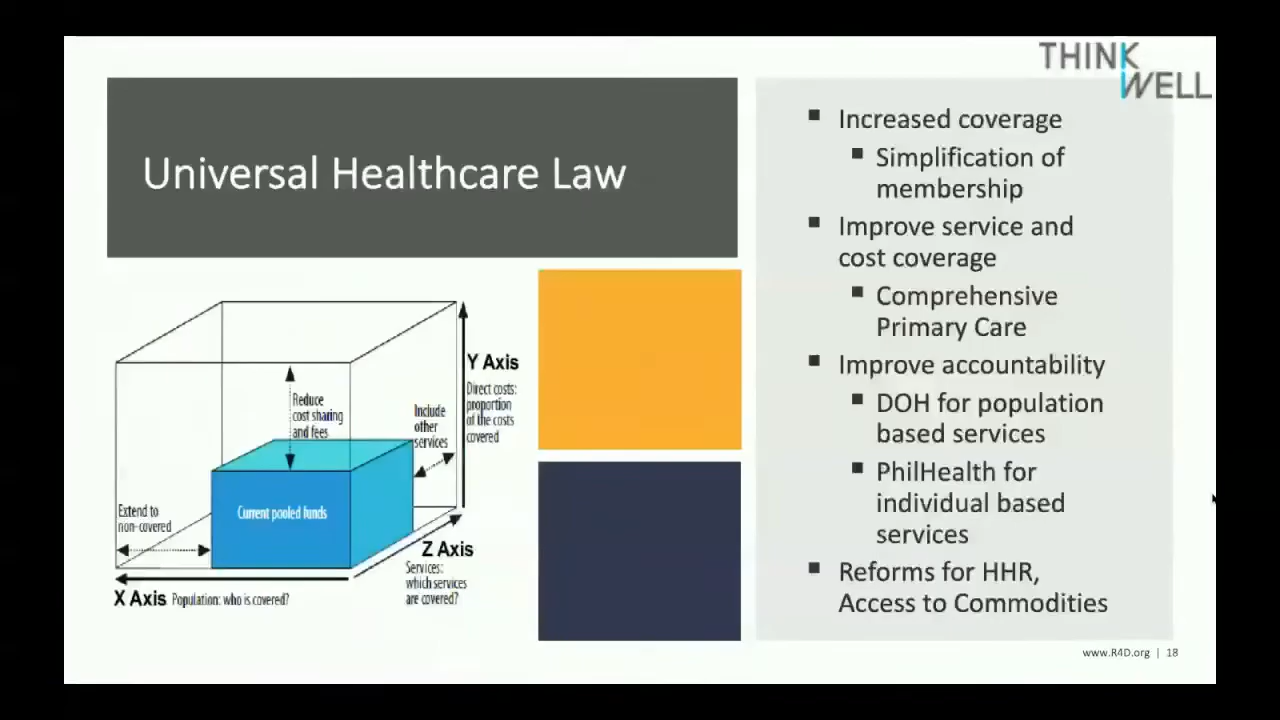 THINK
WELL
Universal Healthcare Law
Y Axis
Direct costs:
proportion
of the costs
covered
Reduce
cost sharing
and fees
Include
other
services
Extend to
non-covered
Current pooled funds
Z Axis
Services:
which services
are covered?
X Axis Population: who is covered?
▪ Increased coverage
▪ Simplification of
membership
▪ Improve service and
cost coverage
▪ Comprehensive
Primary Care
▪ Improve accountability
▪ DOH for population
based services
▪ PhilHealth for
individual based
services
▪ Reforms for HHR,
Access to Commodities
www.R4D.org | 18